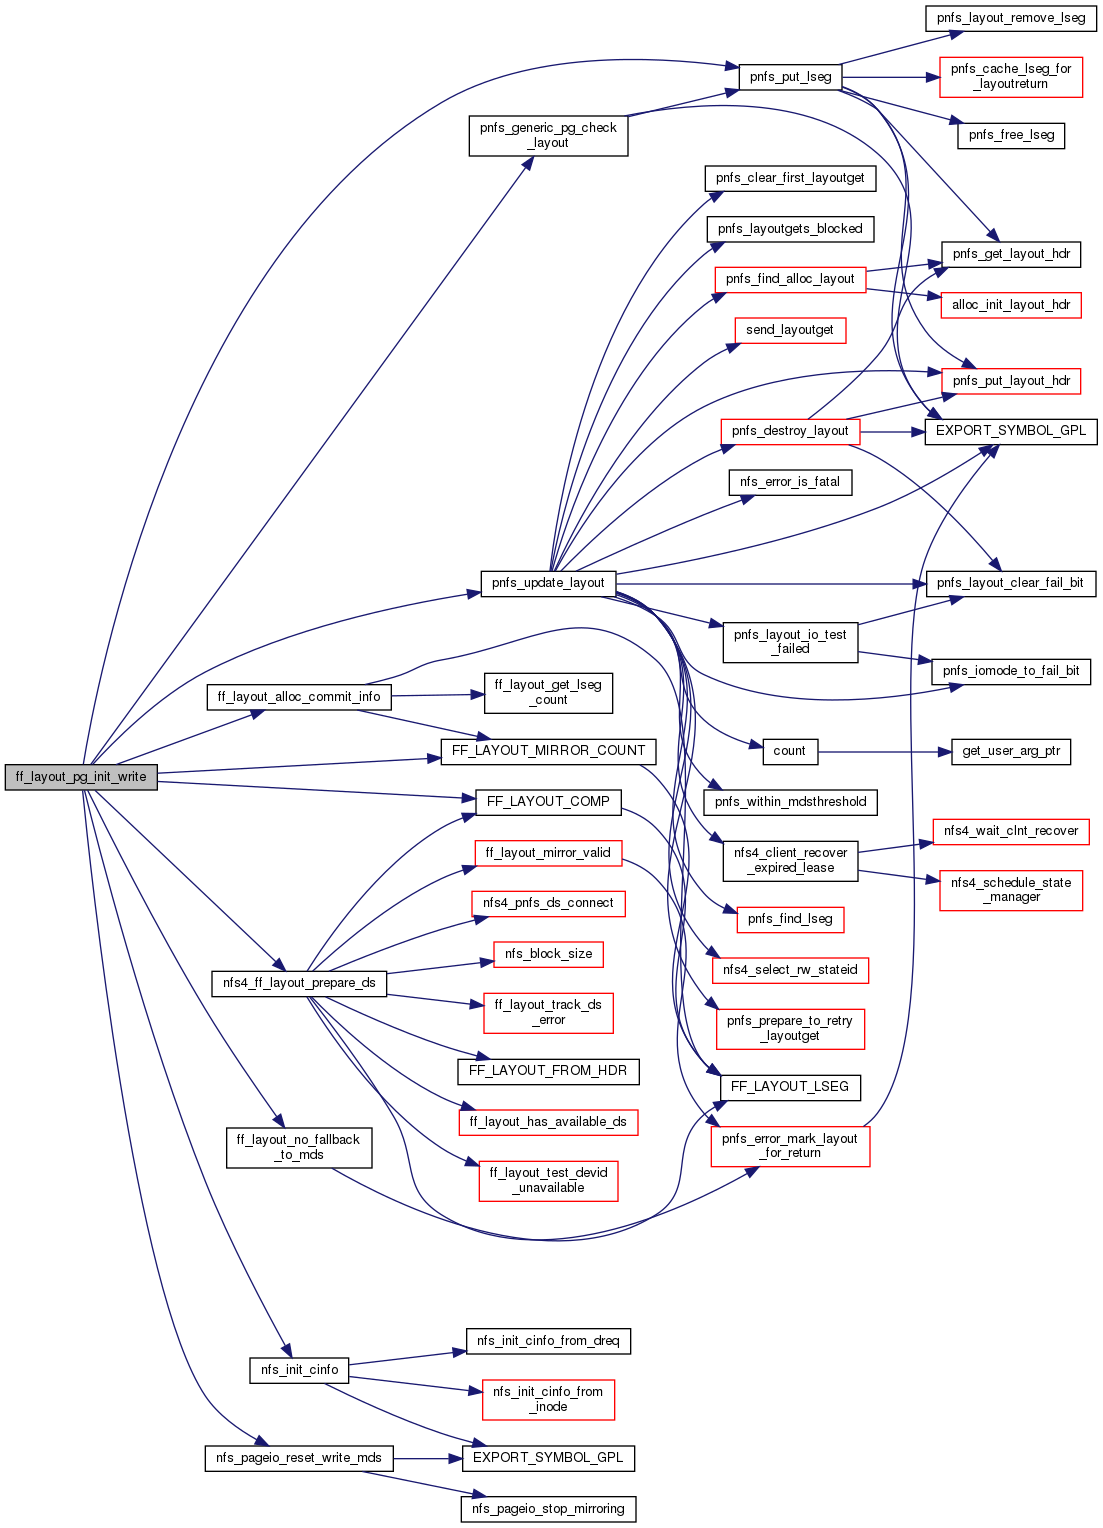 pnfs_layout_remove_lseg
pnfs_put_lseg
pnfs_cache_lseg_for
_layoutreturn
pnfs_generic_pg_check
_layout
pnfs_free_lseg
pnfs_clear_first_layoutget
pnfs_layoutgets_blocked
pnfs_get_layout_hdr
pnfs_find_alloc_layout
alloc_init_layout_hdr
send_layoutget
pnfs_put_layout_hdr
pnfs_destroy_layout
EXPORT_SYMBOL_GPL
nfs_error_is_fatal
pnfs_update_layout
pnfs_layout_clear_fail_bit
pnfs_layout_io_test
_failed
pnfs_iomode_to_fail_bit
ff_layout_alloc_commit_info
ff_layout_get_lseg
_count
FF_LAYOUT_MIRROR_COUNT
count
get_user_arg_ptr
ff_layout_pg_init_write
FF_LAYOUT_COMP
pnfs_within_mdsthreshold
nfs4_wait_clnt_recover
ff_layout_mirror_valid
nfs4_client_recover
_expired_lease
nfs4_schedule_state
_manager
nfs4_pnfs_ds_connect
pnfs_find_lseg
nfs_block_size
nfs4_select_rw_stateid
nfs4_ff_layout_prepare_ds
ff_layout_track_ds
_error
pnfs_prepare_to_retry
_layoutget
FF_LAYOUT_FROM_HDR
FF_LAYOUT_LSEG
ff_layout_has_available_ds
ff_layout_no_fallback
_to_mds
pnfs_error_mark_layout
_for_return
ff_layout_test_devid
_unavailable
nfs_init_cinfo_from_dreq
nfs_init_cinfo
nfs_init_cinfo_from
_inode
nfs_pageio_reset_write_mds
EXPORT_SYMBOL_GPL
nfs_pageio_stop_mirroring